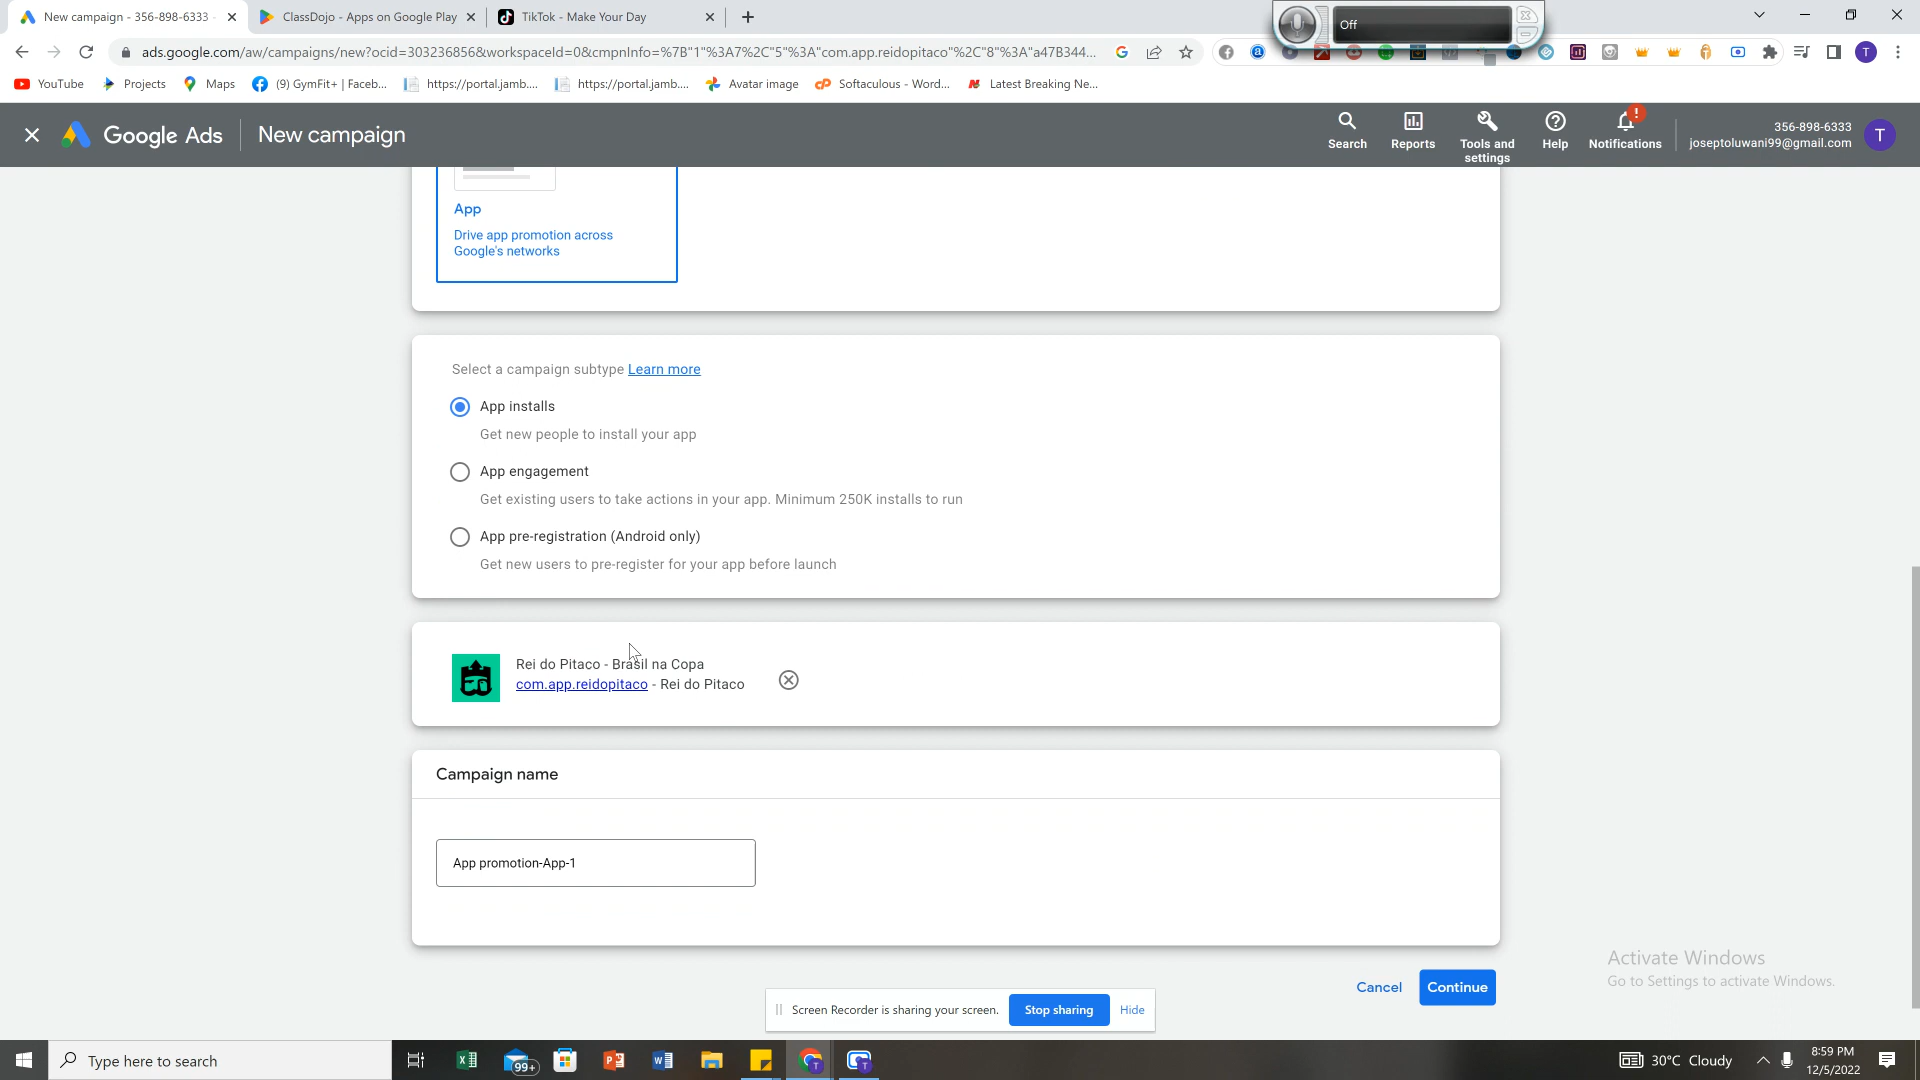 New campaign - 356-898-6333 -
ClassDojo - Apps on Google Play
TikTok - Make Your Day
Off
ads.google.com/aw/campaigns/new?ocid=303236856&workspaceId=0&cmpnInfo=%7B"1"%3A7%2C"5"%3A"com.app.reidopitaco"%2C"8"%3A"a47B344...
T
YouTube
Projects
Maps
(9) GymFit+ | Faceb...
https://portal.jamb....
https://portal.jamb....
Avatar image
Softaculous - Word...
Latest Breaking Ne...
Google Ads
New campaign
Search
Reports
Tools and
settings
Help
!
Notifications
356-898-6333
joseptoluwani99@gmail.com
T
App
Drive app promotion across
Google's networks
Select a campaign subtype Learn more
App installs
Get new people to install your app
App engagement
Get existing users to take actions in your app. Minimum 250K installs to run
App pre-registration (Android only)
Get new users to pre-register for your app before launch
Rei do Pitaco - Brasil na Copa
com.app.reidopitaco - Rei do Pitaco
Campaign name
App promotion-App-1
Cancel
Continue
Activate Windows
Go to Settings to activate Windows.
Screen Recorder is sharing your screen.
Stop sharing
Hide
Type here to search
99+
30°C Cloudy
8:59 PM
12/5/2022